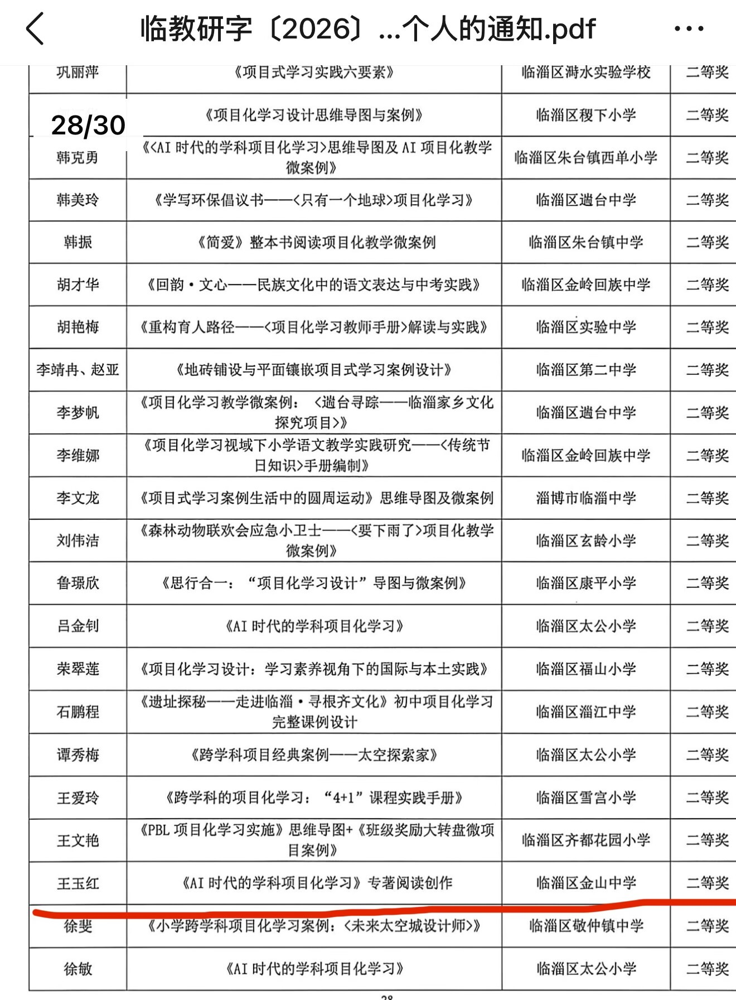 临教研字〔2026〕...个人的通知.pdf
巩丽萍 《项目式学习实践六要素》 临淄区溡水实验学校 二等奖
28/30 《项目化学习设计思维导图与案例》 临淄区稷下小学 二等奖
韩克勇 《<AI 时代的学科项目化学习>思维导图及 AI 项目化教学
微案例》 临淄区朱台镇西单小学 二等奖
韩美玲 《学写环保倡议书——<只有一个地球>项目化学习》 临淄区遄台中学 二等奖
韩振 《简爱》整本书阅读项目化教学微案例 临淄区朱台镇中学 二等奖
胡才华 《回韵·文心——民族文化中的语文表达与中考实践》 临淄区金岭回族中学 二等奖
胡艳梅 《重构育人路径——<项目化学习教师手册>解读与实践》 临淄区实验中学 二等奖
李靖冉、赵亚 《地砖铺设与平面镶嵌项目式学习案例设计》 临淄区第二中学 二等奖
李梦帆 《项目化学习教学微案例： <遄台寻踪——临淄家乡文化
探究项目>》 临淄区遄台中学 二等奖
李维娜 《项目化学习视域下小学语文教学实践研究——<传统节
日知识>手册编制》 临淄区金岭回族中学 二等奖
李文龙 《项目式学习案例生活中的圆周运动》思维导图及微案例 淄博市临淄中学 二等奖
刘伟洁 《森林动物联欢会应急小卫士——<要下雨了>项目化教学
微案例》 临淄区玄龄小学 二等奖
鲁璟欣 《思行合一：“项目化学习设计”导图与微案例》 临淄区康平小学 二等奖
吕金钊 《AI 时代的学科项目化学习》 临淄区太公小学 二等奖
荣翠莲 《项目化学习设计：学习素养视角下的国际与本土实践》 临淄区福山小学 二等奖
石鹏程 《遗址探秘——走进临淄·寻根齐文化》初中项目化学习
完整课例设计 临淄区淄江中学 二等奖
谭秀梅 《跨学科项目经典案例——太空探索家》 临淄区太公小学 二等奖
王爱玲 《跨学科的项目化学习：“4+1”课程实践手册》 临淄区雪宫小学 二等奖
王文艳 《PBL 项目化学习实施》思维导图+《班级奖励大转盘微项
目案例》 临淄区齐都花园小学 二等奖
王玉红 《AI 时代的学科项目化学习》专著阅读创作 临淄区金山中学 二等奖
徐斐 《小学跨学科项目化学习案例：<未来太空城设计师>》 临淄区敬仲镇中学 二等奖
徐敏 《AI 时代的学科项目化学习》 临淄区太公小学 二等奖
28